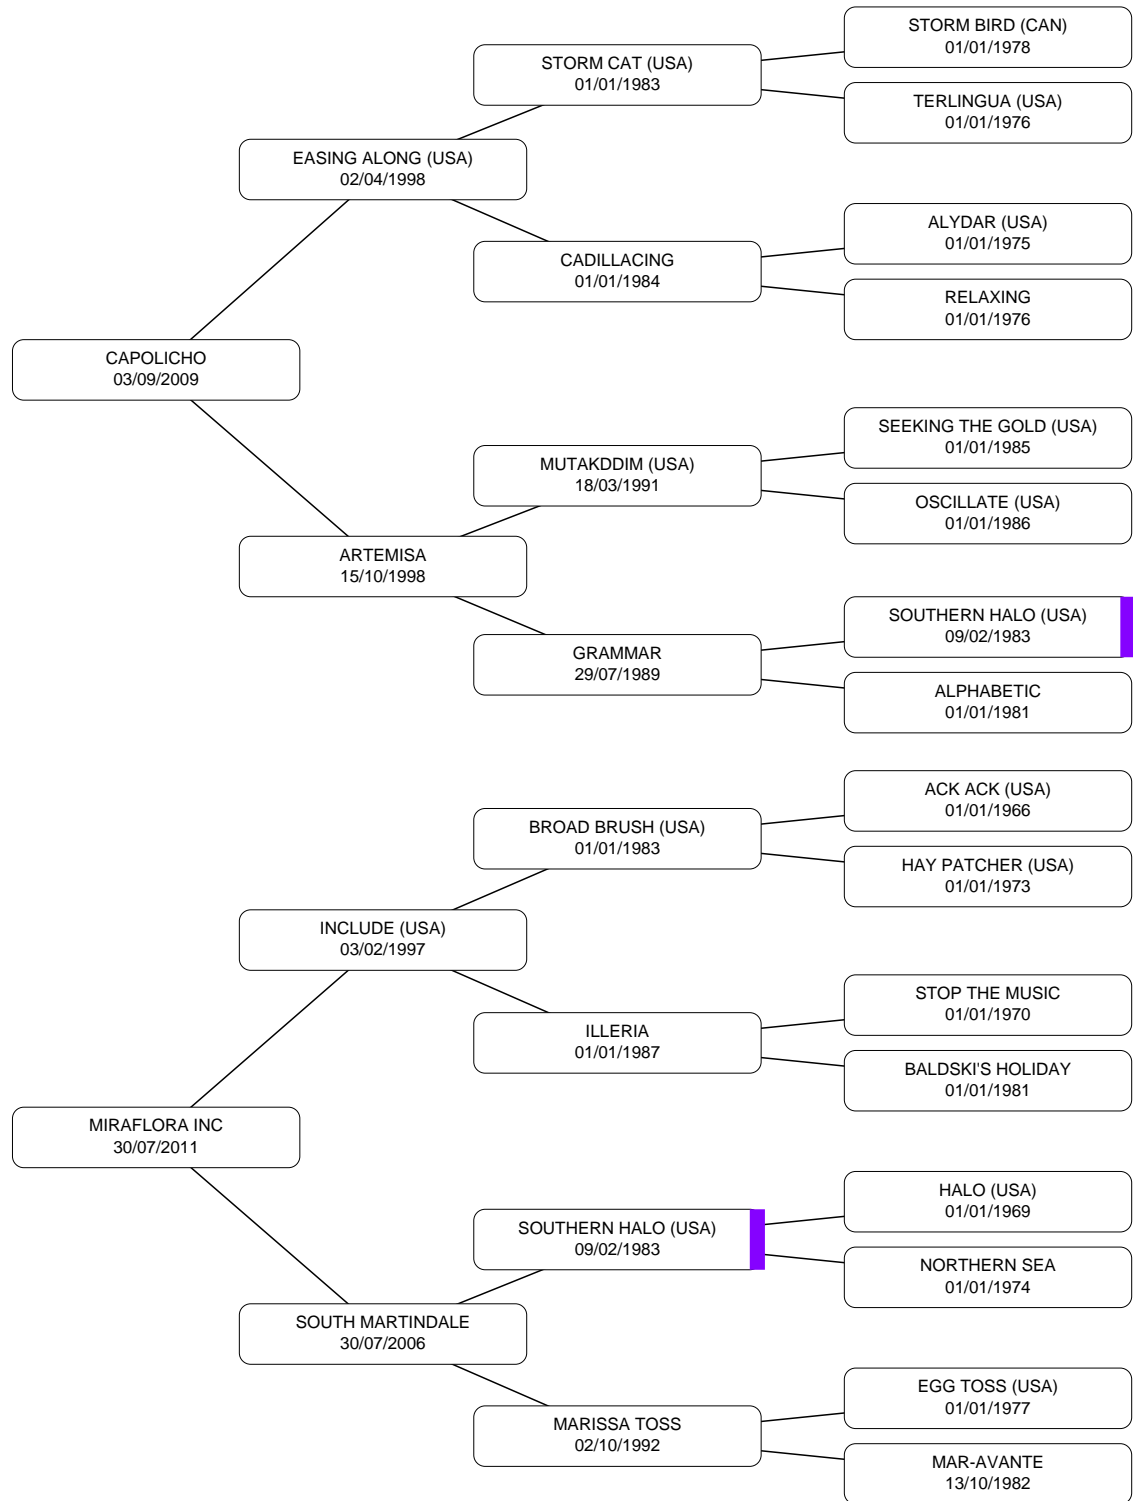 STORM BIRD (CAN)
01/01/1978
STORM CAT (USA)
01/01/1983
TERLINGUA (USA)
01/01/1976
EASING ALONG (USA)
02/04/1998
ALYDAR (USA)
01/01/1975
CADILLACING
01/01/1984
RELAXING
01/01/1976
CAPOLICHO
03/09/2009
SEEKING THE GOLD (USA)
01/01/1985
MUTAKDDIM (USA)
18/03/1991
OSCILLATE (USA)
01/01/1986
ARTEMISA
15/10/1998
SOUTHERN HALO (USA)
09/02/1983
GRAMMAR
29/07/1989
ALPHABETIC
01/01/1981
ACK ACK (USA)
01/01/1966
BROAD BRUSH (USA)
01/01/1983
HAY PATCHER (USA)
01/01/1973
INCLUDE (USA)
03/02/1997
STOP THE MUSIC
01/01/1970
ILLERIA
01/01/1987
BALDSKI'S HOLIDAY
01/01/1981
MIRAFLORA INC
30/07/2011
HALO (USA)
01/01/1969
SOUTHERN HALO (USA)
09/02/1983
NORTHERN SEA
01/01/1974
SOUTH MARTINDALE
30/07/2006
EGG TOSS (USA)
01/01/1977
MARISSA TOSS
02/10/1992
MAR-AVANTE
13/10/1982